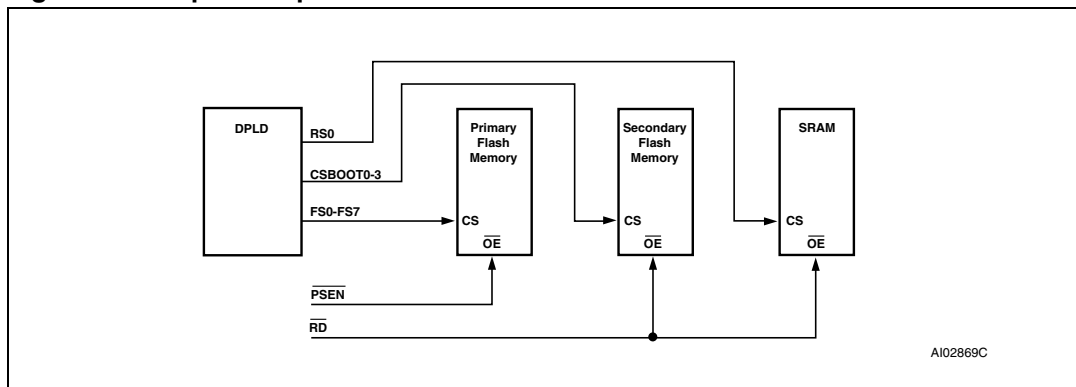 DPLD
RS0
CSBOOT0-3
FS0-FS7
Primary
Flash
Memory
CS
OE
Secondary
Flash
Memory
CS
OE
SRAM
CS
OE
PSEN
RD
AI02869C